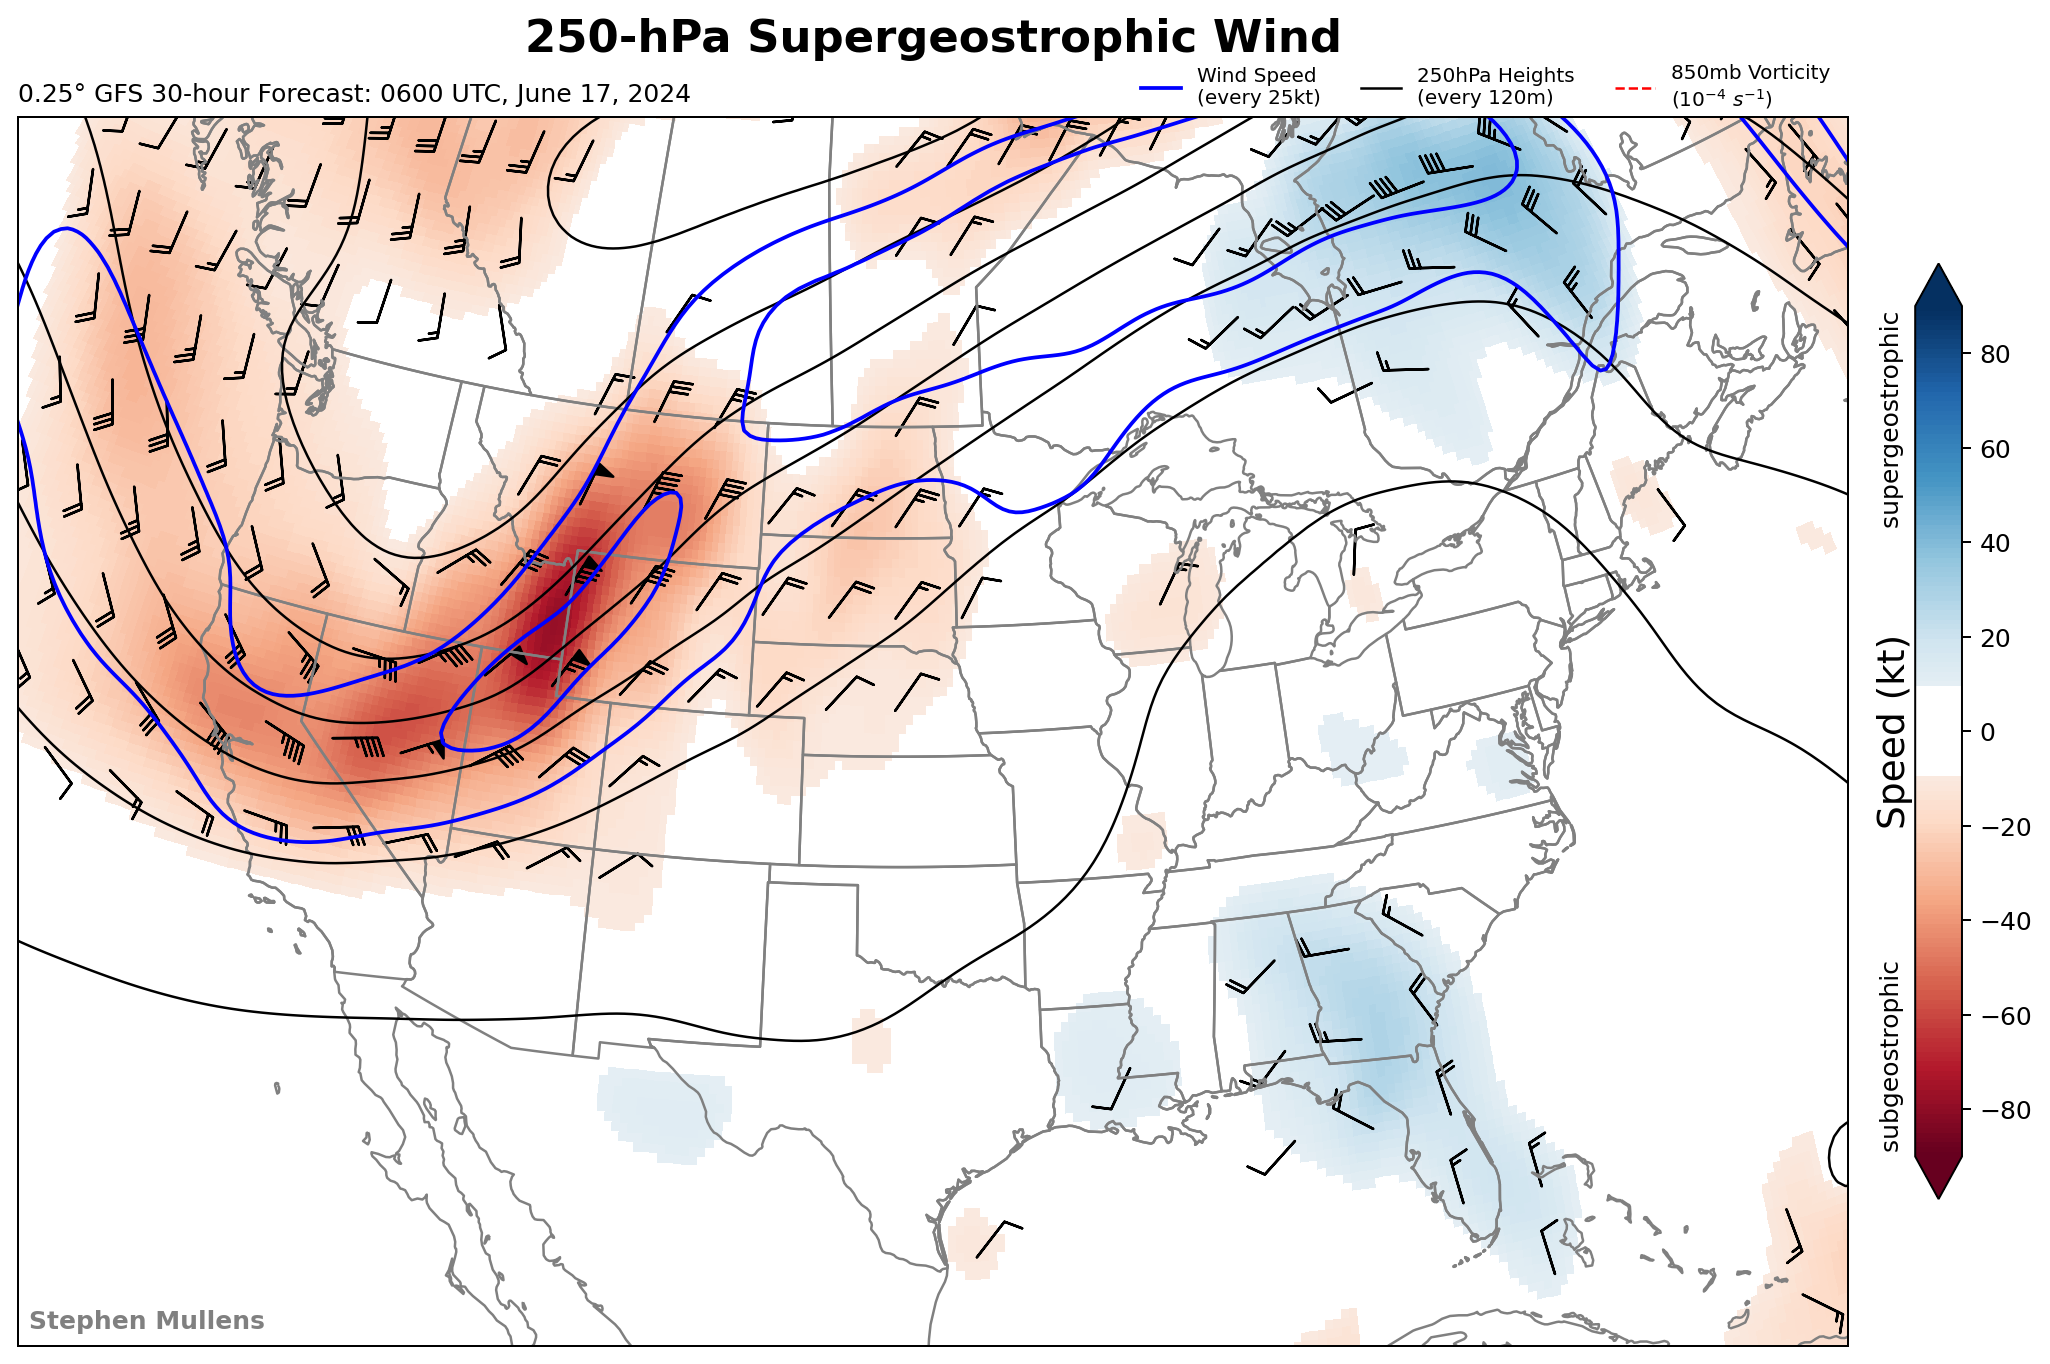 250-hPa Supergeostrophic Wind
0.25° GFS 30-hour Forecast: 0600 UTC, June 17, 2024
Wind Speed
(every 25kt)
250hPa Heights
(every 120m)
850mb Vorticity
(10⁻⁴ s⁻¹)
supergeostrophic
Speed (kt)
subgeostrophic
80
60
40
20
0
−20
−40
−60
−80
Stephen Mullens